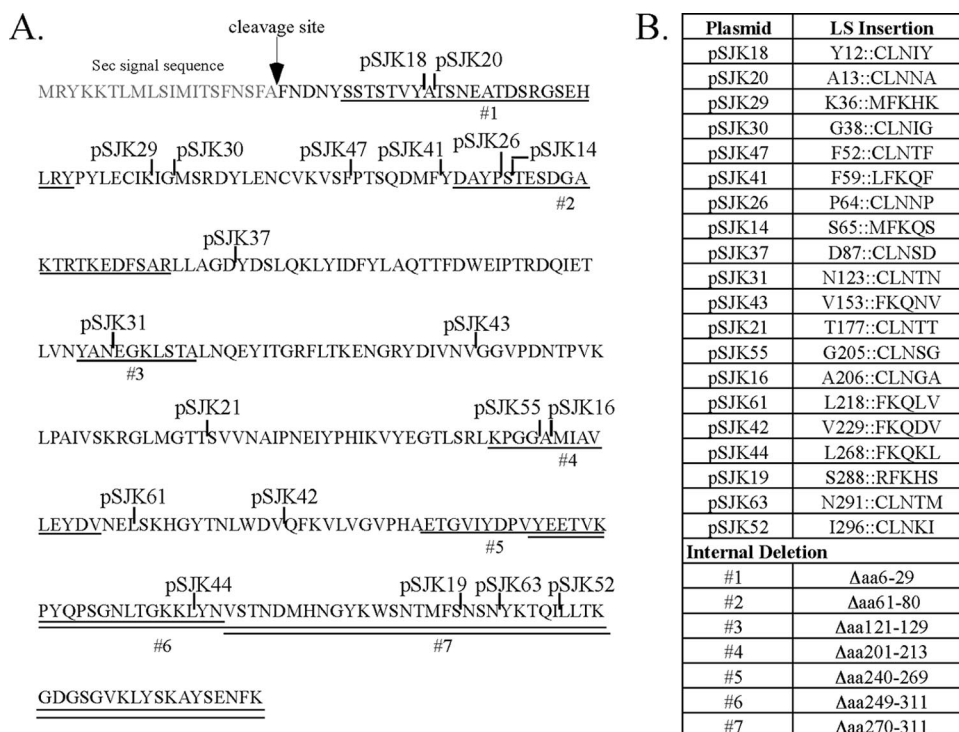 A.
cleavage site
Sec signal sequence
pSJK18 pSJK20
MRYKKTLMLSIMITSFNSFAFNDNYSSTSTVYATSNEATDSRGSEH
#1
pSJK29 pSJK30 pSJK47 pSJK41 pSJK26 pSJK14
LRYPYLECIKIGMSRDYLENCVKVSFPTSQDMFYDAYPSTESDGA
#2
pSJK37
KTRTKEDFSARLLAGDYDSLQKLYIDFYLAQTTFDWEIPTRDQIET
pSJK31 pSJK43
LVNYANEGKLSTALNQEYITGRFLTKENGRYDIVNVGGVPDNTPVK
#3
pSJK21 pSJK55 pSJK16
LPAIVSKRGLMGTTSVVNAIPNEIYPHIKVYEGTLSRLKPGGAMIAV
#4
pSJK61 pSJK42
LEYDVNELSKHGYTNLWDVQFKVLVGVPHAETGVIYDPVYEETVK
#5
pSJK44 pSJK19 pSJK63 pSJK52
PYQPSGNLTGKKLYNVSTNDMHNGYKWSNTMFSNSNYKTQILLTK
#6 #7
GDGSGVKLYSKAYSENFK
B.
Plasmid LS Insertion
pSJK18 Y12::CLNIY
pSJK20 A13::CLNNA
pSJK29 K36::MFKHK
pSJK30 G38::CLNIG
pSJK47 F52::CLNTF
pSJK41 F59::LFKQF
pSJK26 P64::CLNNP
pSJK14 S65::MFKQS
pSJK37 D87::CLNSD
pSJK31 N123::CLNTN
pSJK43 V153::FKQNV
pSJK21 T177::CLNTT
pSJK55 G205::CLNSG
pSJK16 A206::CLNGA
pSJK61 L218::FKQLV
pSJK42 V229::FKQDV
pSJK44 L268::FKQKL
pSJK19 S288::RFKHS
pSJK63 N291::CLNTM
pSJK52 I296::CLNKI
Internal Deletion
#1 Δaa6-29
#2 Δaa61-80
#3 Δaa121-129
#4 Δaa201-213
#5 Δaa240-269
#6 Δaa249-311
#7 Δaa270-311